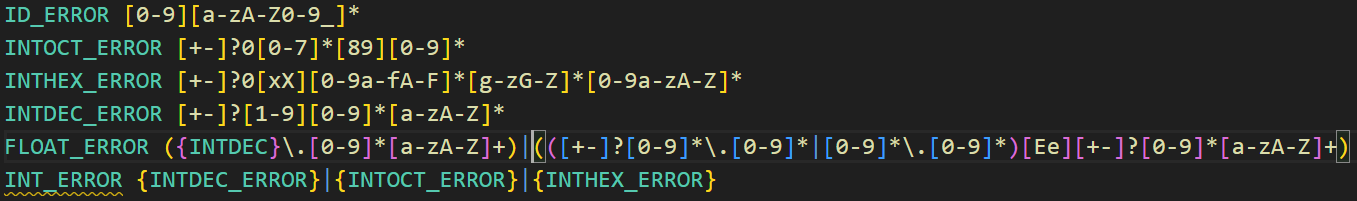 ID_ERROR [0-9][a-zA-Z0-9_]*
INTOCT_ERROR [+-]?0[0-7]*[89][0-9]*
INTHEX_ERROR [+-]?0[xX][0-9a-fA-F]*[g-zG-Z]*[0-9a-zA-Z]*
INTDEC_ERROR [+-]?[1-9][0-9]*[a-zA-Z]*
FLOAT_ERROR ({INTDEC}\.[0-9]*[a-zA-Z]+)|(([+-]?[0-9]*\.[0-9]*|[0-9]*\.[0-9]*)[Ee][+-]?[0-9]*[a-zA-Z]+)
INT_ERROR {INTDEC_ERROR}|{INTOCT_ERROR}|{INTHEX_ERROR}